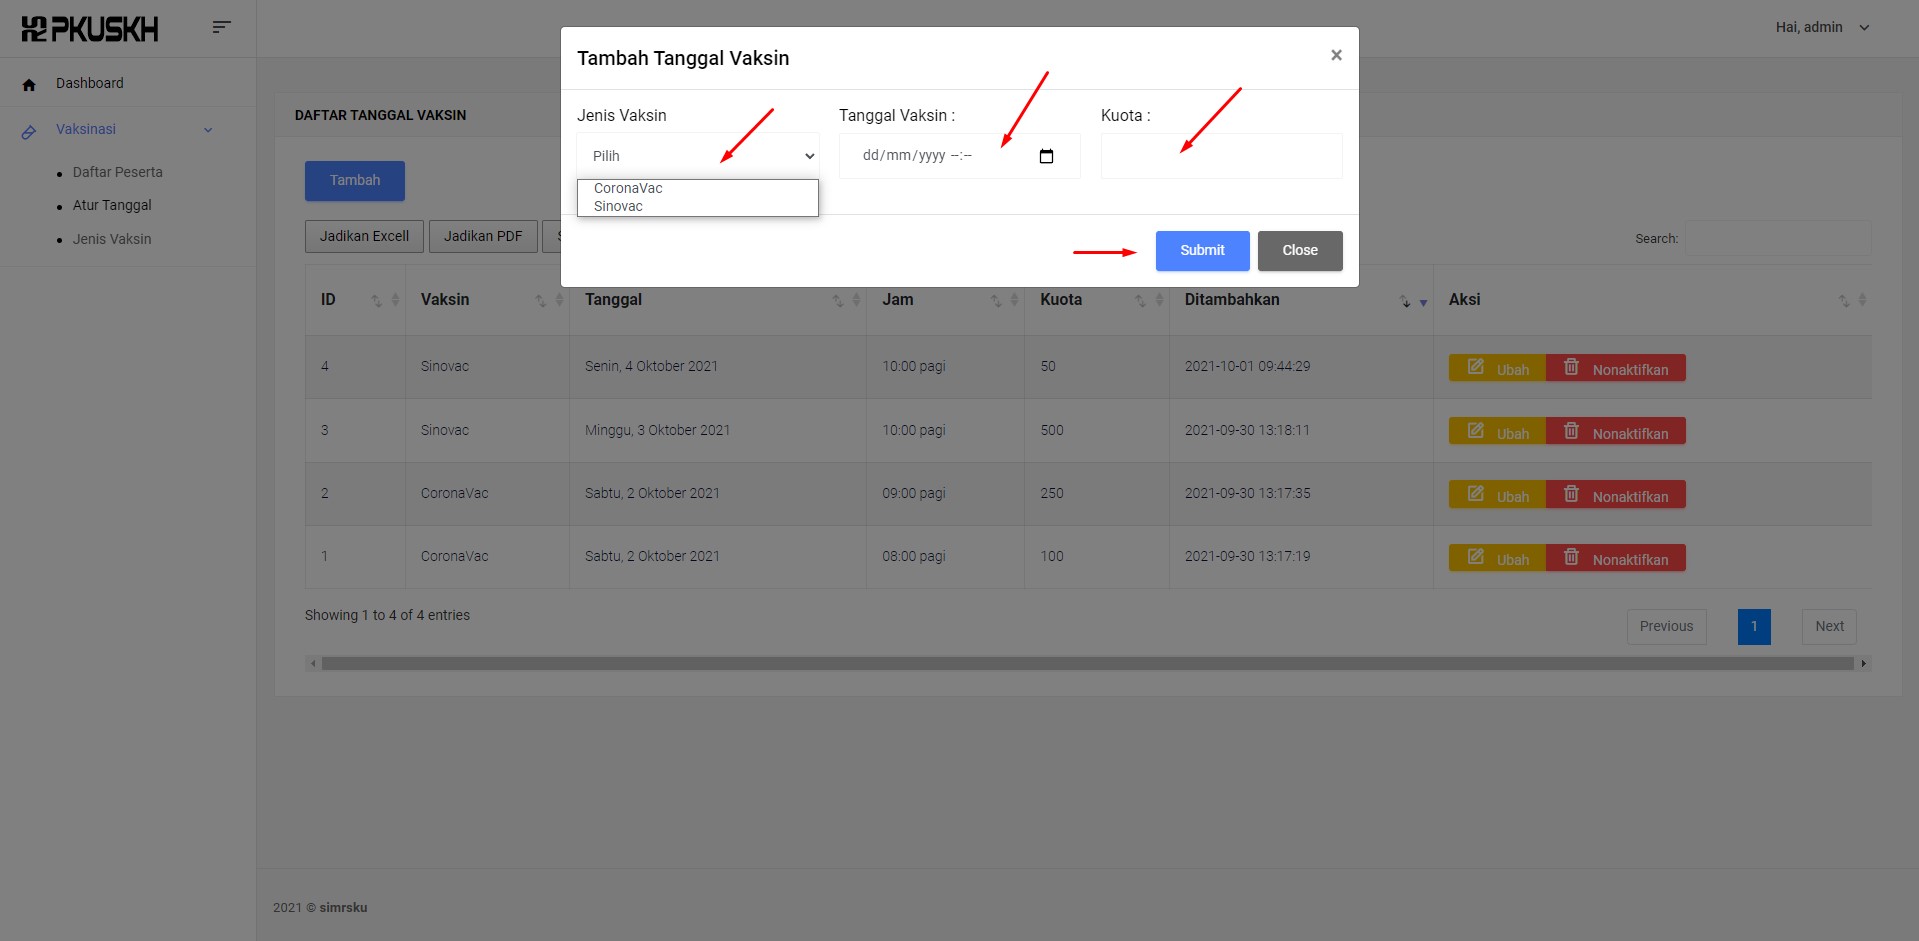 PKUSKH
Hai, admin
Dashboard
Vaksinasi
Daftar Peserta
Atur Tanggal
Jenis Vaksin
Tambah Tanggal Vaksin
×
Jenis Vaksin
Tanggal Vaksin :
Kuota :
Pilih
dd/mm/yyyy --:--
CoronaVac
Sinovac
Submit
Close
DAFTAR TANGGAL VAKSIN
Tambah
Jadikan Excell
Jadikan PDF
Search:
ID Vaksin Tanggal Jam Kuota Ditambahkan Aksi
4 Sinovac Senin, 4 Oktober 2021 10:00 pagi 50 2021-10-01 09:44:29 Ubah Nonaktifkan
3 Sinovac Minggu, 3 Oktober 2021 10:00 pagi 500 2021-09-30 13:18:11 Ubah Nonaktifkan
2 CoronaVac Sabtu, 2 Oktober 2021 09:00 pagi 250 2021-09-30 13:17:35 Ubah Nonaktifkan
1 CoronaVac Sabtu, 2 Oktober 2021 08:00 pagi 100 2021-09-30 13:17:19 Ubah Nonaktifkan
Showing 1 to 4 of 4 entries
Previous 1 Next
2021 © simrsku